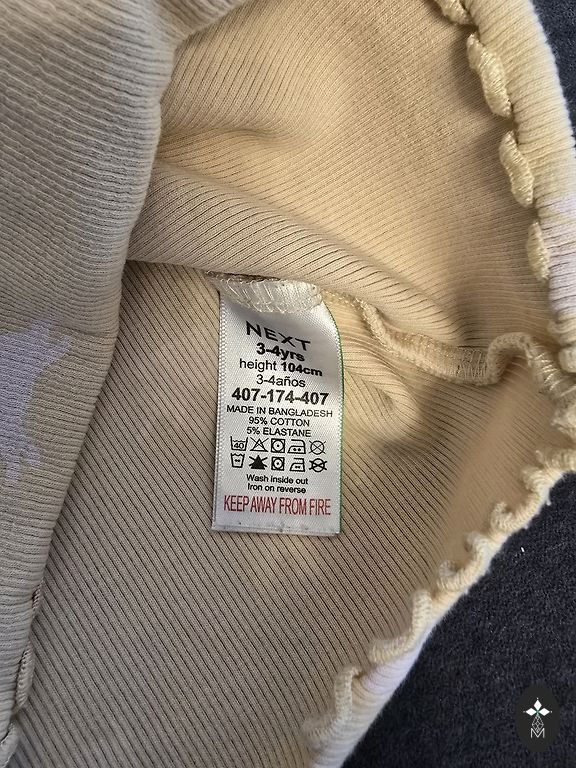 NEXT
3-4yrs
height 104cm
3-4años
407-174-407
MADE IN BANGLADESH
95% COTTON
5% ELASTANE
40
Wash inside out
Iron on reverse
KEEP AWAY FROM FIRE
M